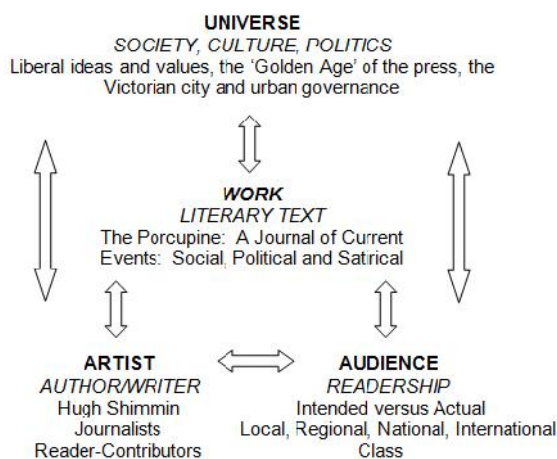 UNIVERSE
SOCIETY, CULTURE, POLITICS
Liberal ideas and values, the ‘Golden Age’ of the press, the
Victorian city and urban governance
WORK
LITERARY TEXT
The Porcupine: A Journal of Current
Events: Social, Political and Satirical
ARTIST
AUTHOR/WRITER
Hugh Shimmin
Journalists
Reader-Contributors
AUDIENCE
READERSHIP
Intended versus Actual
Local, Regional, National, International
Class